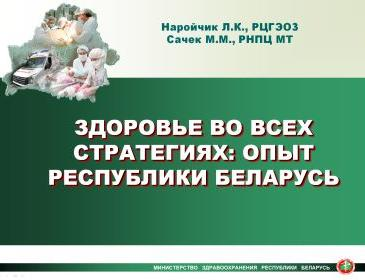 Наройчик Л.К., РЦГЭОЗ
Сачек М.М., РНПЦ МТ
ЗДОРОВЬЕ ВО ВСЕХ
СТРАТЕГИЯХ: ОПЫТ
РЕСПУБЛИКИ БЕЛАРУСЬ
МИНИСТЕРСТВО ЗДРАВООХРАНЕНИЯ РЕСПУБЛИКИ БЕЛАРУСЬ